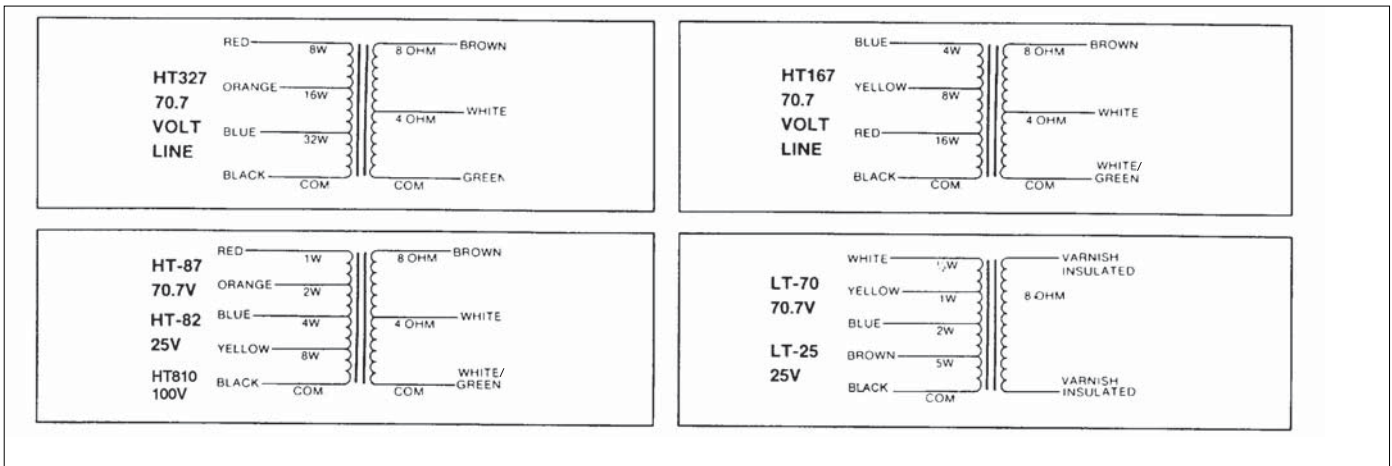 HT327
70.7
VOLT
LINE
RED 8W 8 OHM BROWN
ORANGE 16W
4 OHM WHITE
BLUE 32W
BLACK COM COM GREEN
HT167
70.7
VOLT
LINE
BLUE 4W 8 OHM BROWN
YELLOW 8W
4 OHM WHITE
RED 16W
BLACK COM COM WHITE/
GREEN
HT-87
70.7V
HT-82
25V
HT810
100V
RED 1W 8 OHM BROWN
ORANGE 2W
BLUE 4W 4 OHM WHITE
YELLOW 8W
BLACK COM COM WHITE/
GREEN
LT-70
70.7V
LT-25
25V
WHITE VARNISH
INSULATED
YELLOW 1W 8 OHM
BLUE 2W
BROWN 5W
BLACK COM VARNISH
INSULATED